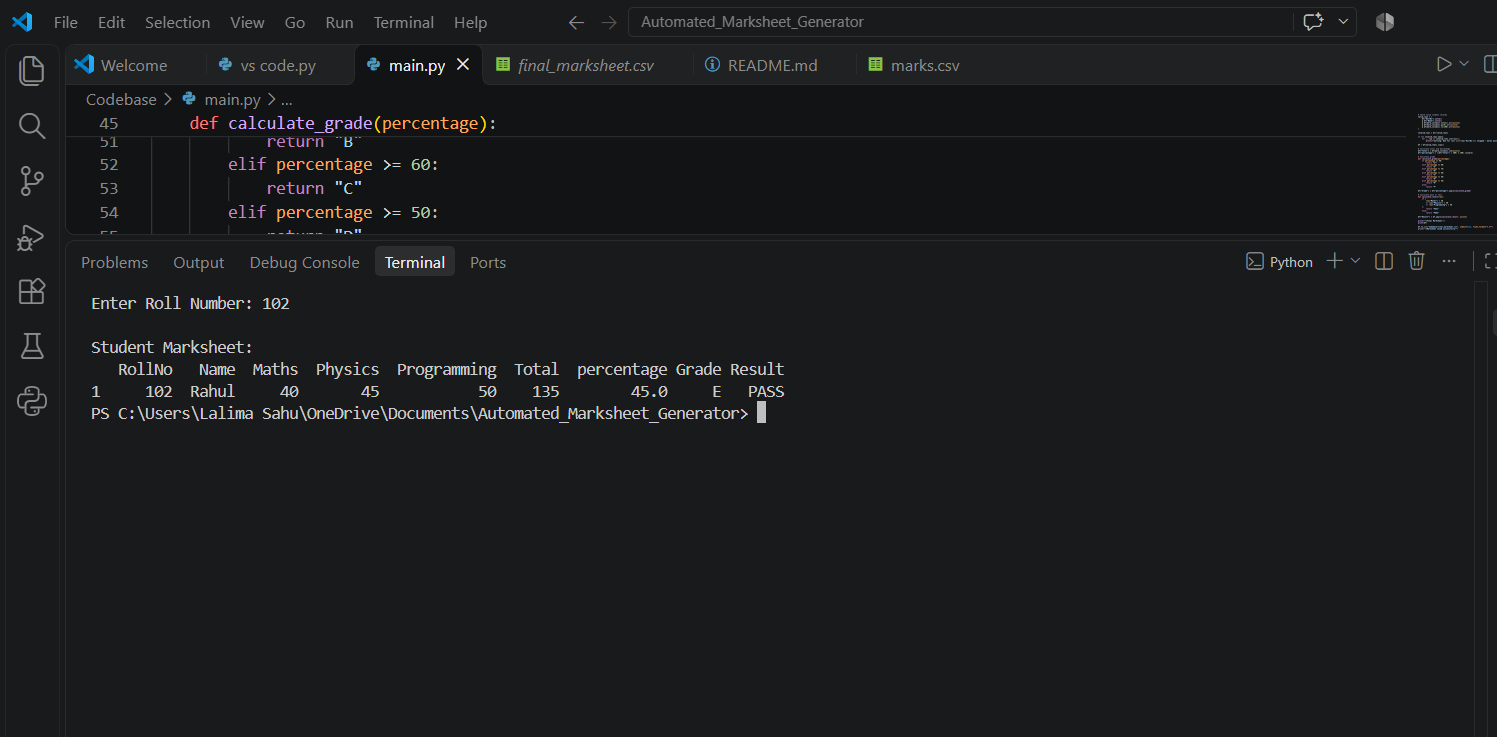 File Edit Selection View Go Run Terminal Help Automated_Marksheet_Generator
Welcome vs code.py main.py final_marksheet.csv README.md marks.csv
Codebase > main.py > ...
45 def calculate_grade(percentage):
51 return "B"
52 elif percentage >= 60:
53 return "C"
54 elif percentage >= 50:
55 return "D"
Problems Output Debug Console Terminal Ports Python
Enter Roll Number: 102
Student Marksheet:
RollNo Name Maths Physics Programming Total percentage Grade Result
1 102 Rahul 40 45 50 135 45.0 E PASS
PS C:\Users\Lalima Sahu\OneDrive\Documents\Automated_Marksheet_Generator>